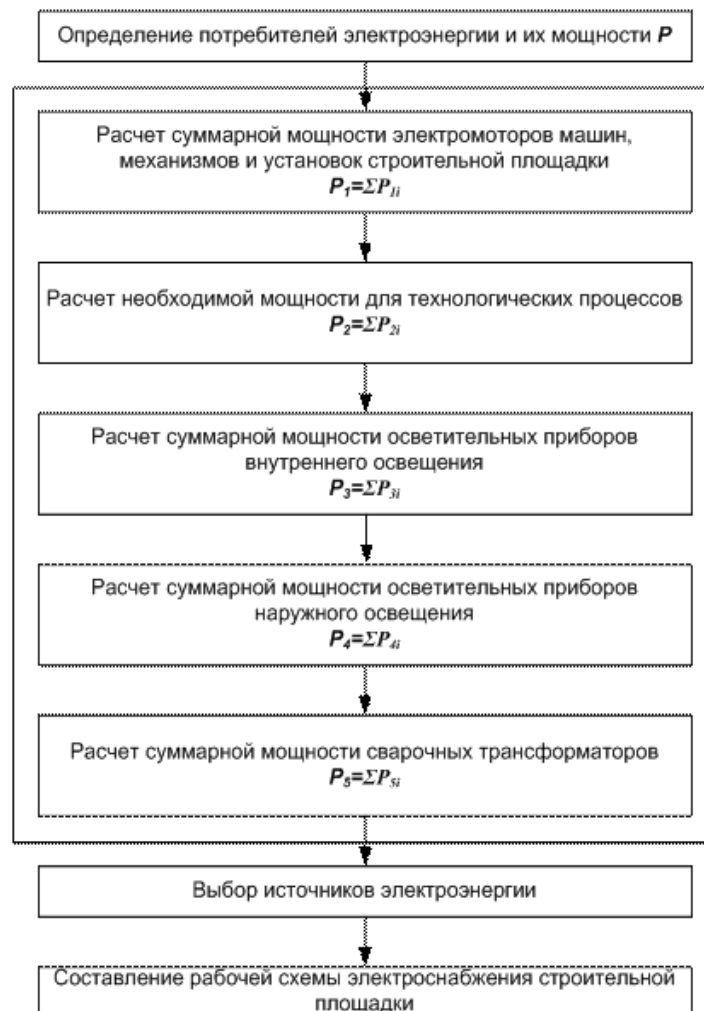 Определение потребителей электроэнергии и их мощности P
Расчет суммарной мощности электромоторов машин,
механизмов и установок строительной площадки
P₁=ΣP₁ᵢ
Расчет необходимой мощности для технологических процессов
P₂=ΣP₂ᵢ
Расчет суммарной мощности осветительных приборов
внутреннего освещения
P₃=ΣP₃ᵢ
Расчет суммарной мощности осветительных приборов
наружного освещения
P₄=ΣP₄ᵢ
Расчет суммарной мощности сварочных трансформаторов
P₅=ΣP₅ᵢ
Выбор источников электроэнергии
Составление рабочей схемы электроснабжения строительной
площадки